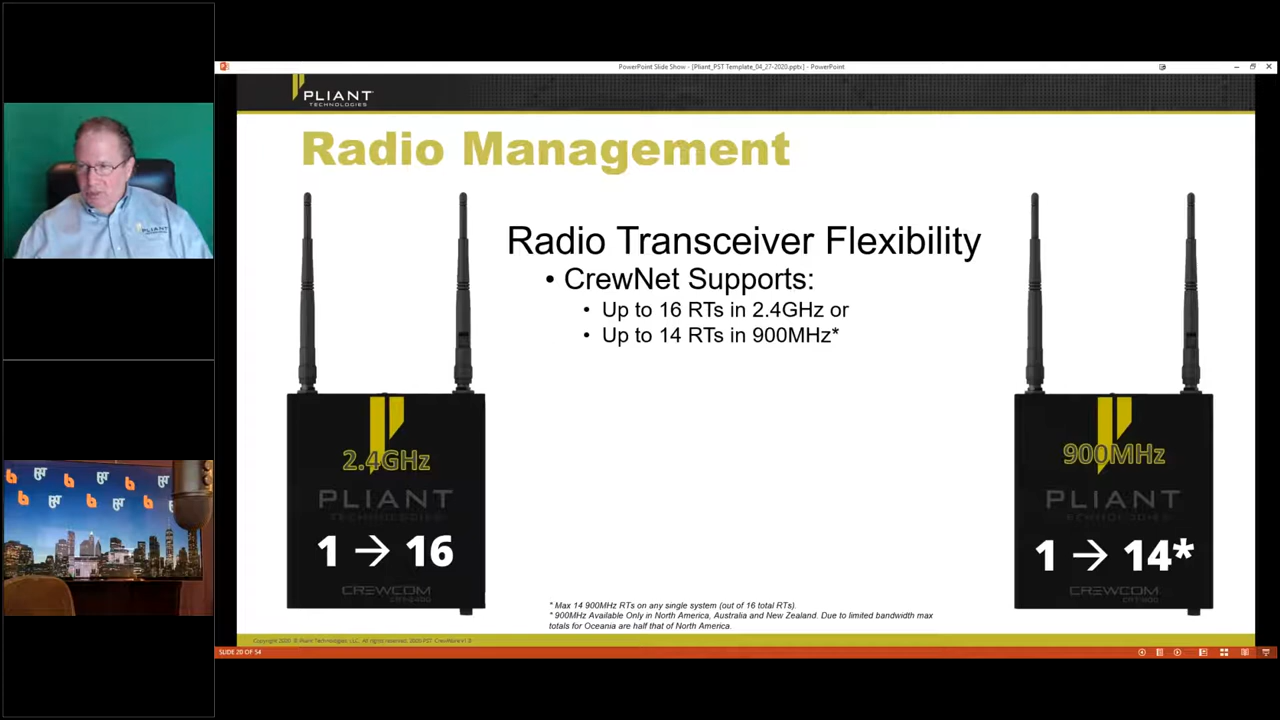 PowerPoint Slide Show - [Pliant_PST Template_04_27-2020.pptx] - PowerPoint
PLIANT
TECHNOLOGIES
Radio Management
Radio Transceiver Flexibility
• CrewNet Supports:
• Up to 16 RTs in 2.4GHz or
• Up to 14 RTs in 900MHz*
2.4GHz
PLIANT
TECHNOLOGIES
1 → 16
CREWCOM
900MHz
PLIANT
TECHNOLOGIES
1 → 14*
CREWCOM
* Max 14 900MHz RTs on any single system (out of 16 total RTs).
* 900MHz Available Only in North America, Australia and New Zealand. Due to limited bandwidth max
totals for Oceania are half that of North America.
SLIDE 20 OF 54
PLIANT